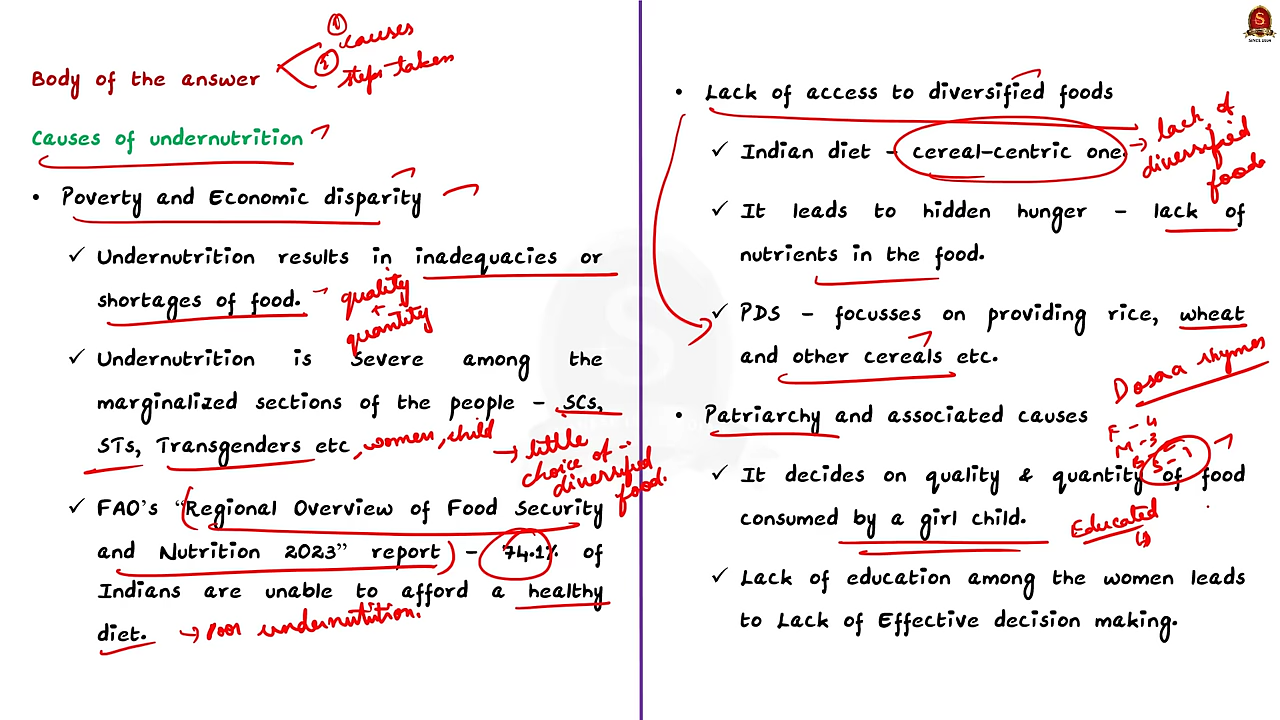 Body of the answer
① causes
② steps taken
Causes of undernutrition
• Poverty and Economic disparity
✓ Undernutrition results in inadequacies or
shortages of food.
quality
+
quantity
✓ Undernutrition is severe among the
marginalized sections of the people - SCs,
STs, Transgenders etc
, women, child
→ little
choice of
diversified
food.
✓ FAO's "Regional Overview of Food Security
and Nutrition 2023" report) - 74.1% of
Indians are unable to afford a healthy
diet.
→ poor undernutition.
S
SINCE 2004
• Lack of access to diversified foods
✓ Indian diet - cereal-centric one.
→ lack of
diversified
food
✓ It leads to hidden hunger - lack of
nutrients in the food.
✓ PDS - focusses on providing rice, wheat
and other cereals etc.
Dosaa rhymes
• Patriarchy and associated causes
F - 4
M - 3
S - 1
✓ It decides on quality & quantity of food
consumed by a girl child.
Educated
✓ Lack of education among the women leads
to Lack of Effective decision making.